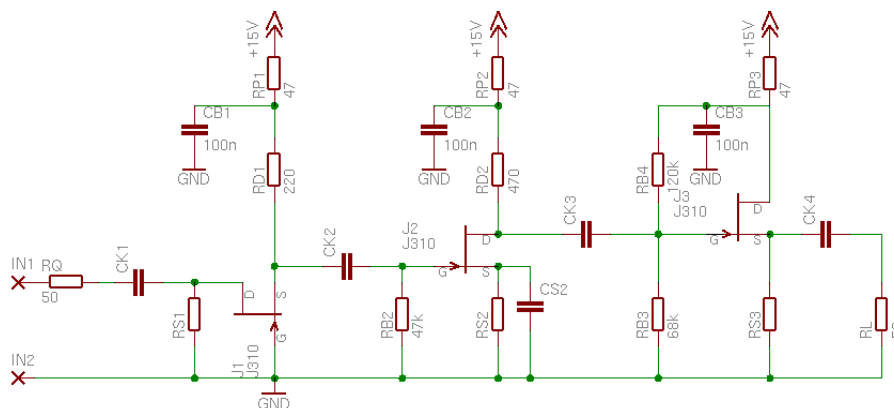 +15V
RP1
47
+15V
RP2
47
+15V
RP3
47
CB1
100n
GND
RD1
220
CB2
100n
GND
RD2
470
CB3
100n
GND
RB4
120k
IN1
RQ
50
CK1
RS1
D
S
G
J1
J310
CK2
J2
J310
D
G
S
RB2
47k
RS2
CS2
CK3
J3
J310
D
G
S
RB3
68k
RS3
CK4
RL
IN2
GND